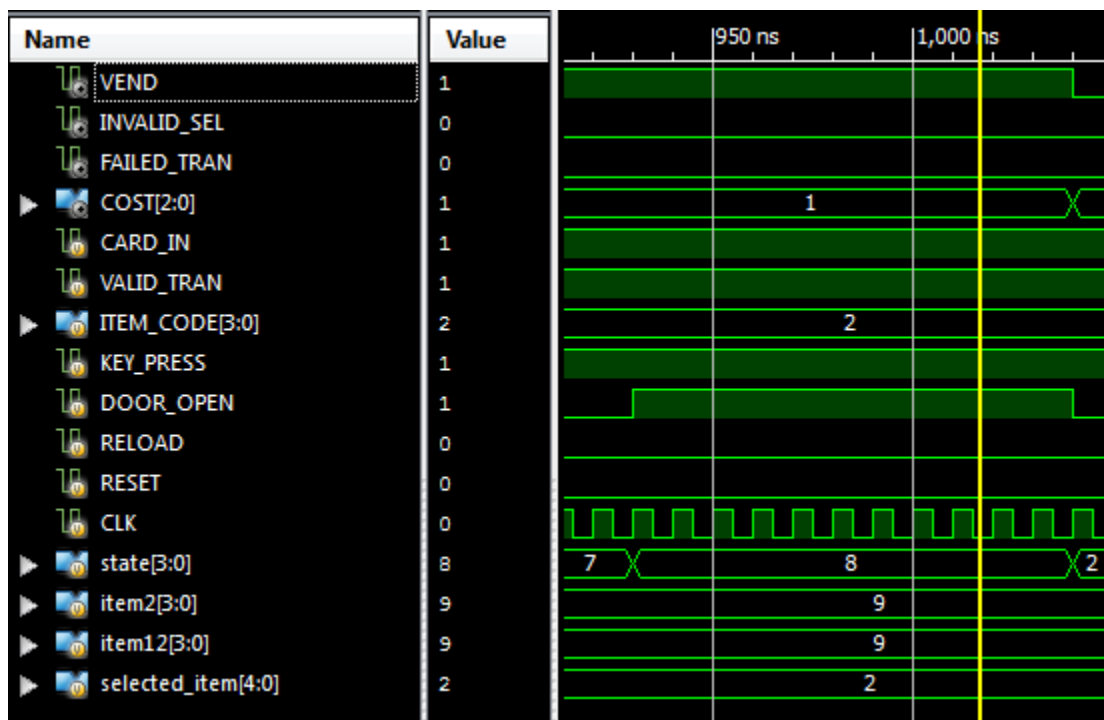 Name Value 950 ns 1,000 ns
VEND 1
INVALID_SEL 0
FAILED_TRAN 0
COST[2:0] 1 1
CARD_IN 1
VALID_TRAN 1
ITEM_CODE[3:0] 2 2
KEY_PRESS 1
DOOR_OPEN 1
RELOAD 0
RESET 0
CLK 0
state[3:0] 8 7 8 2
item2[3:0] 9 9
item12[3:0] 9 9
selected_item[4:0] 2 2